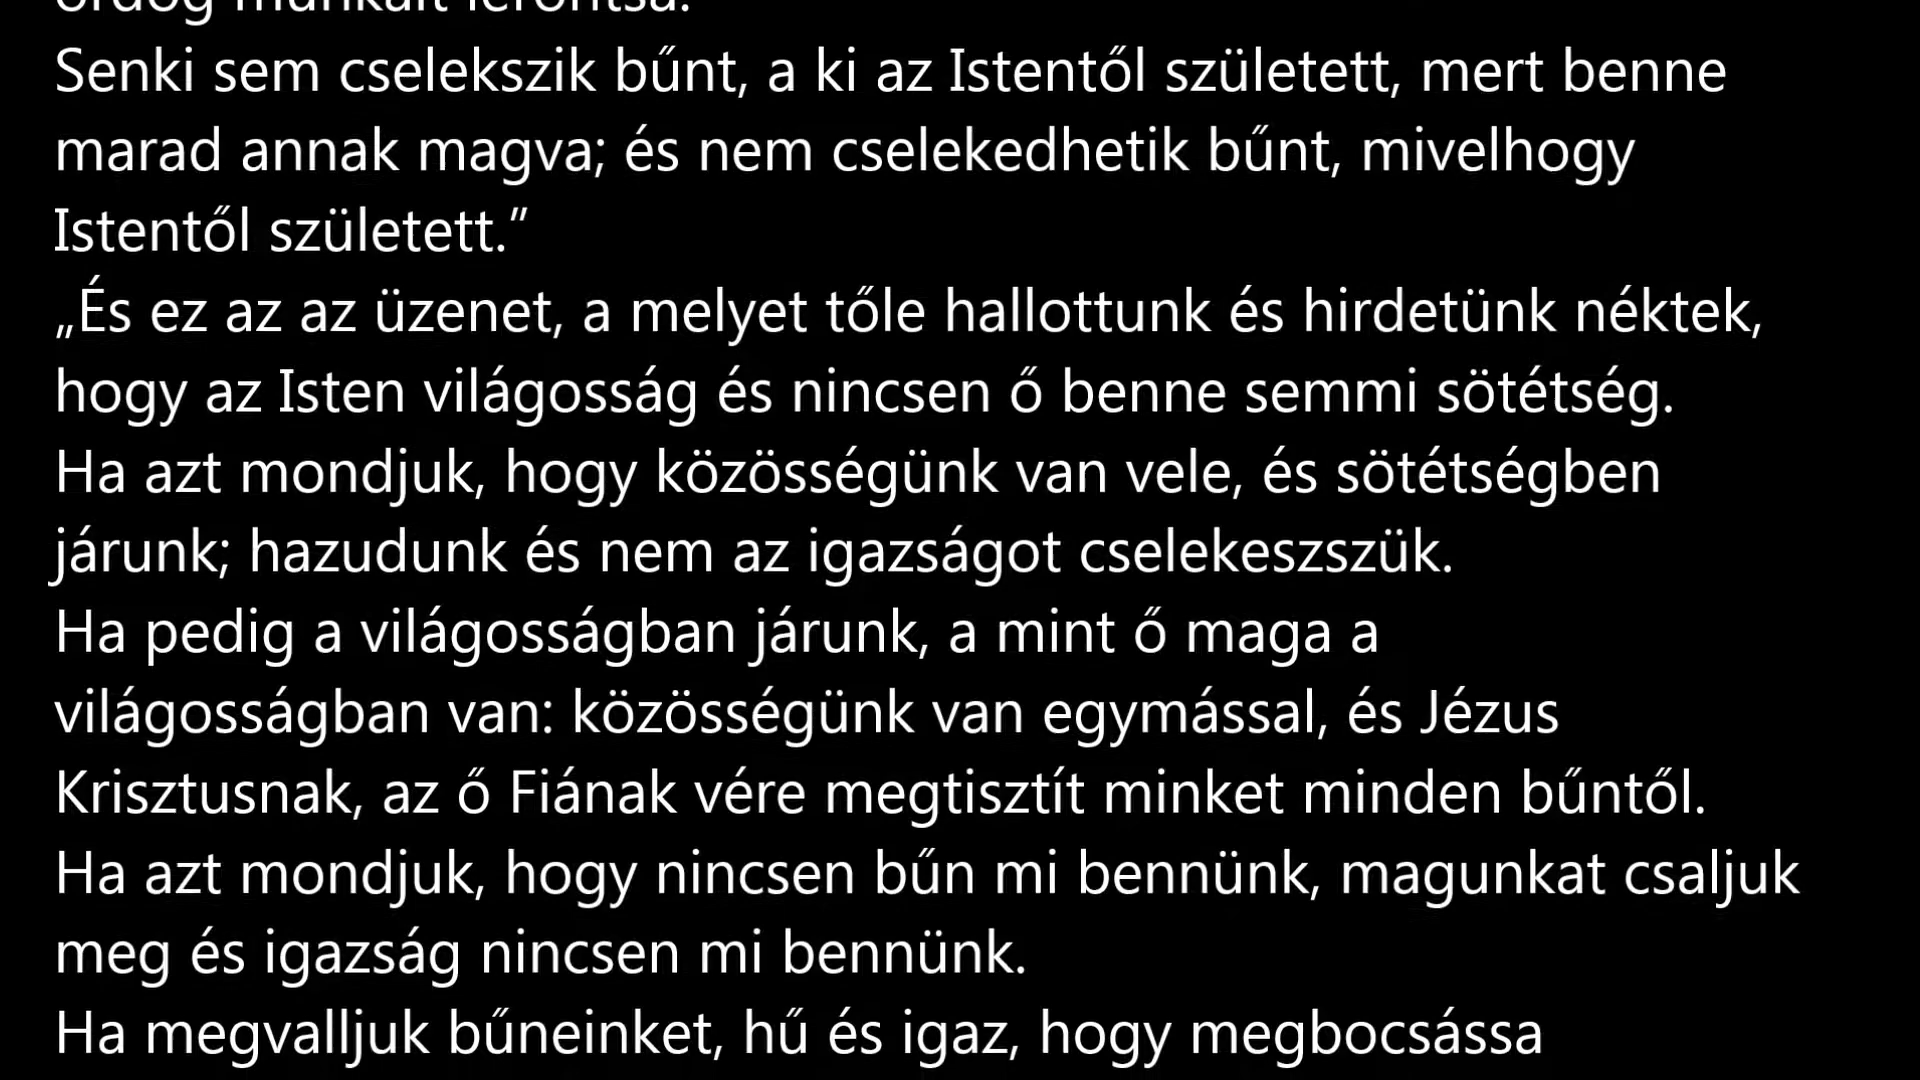 ördög munkáit lerontsa.
Senki sem cselekszik bűnt, a ki az Istentől született, mert benne
marad annak magva; és nem cselekedhetik bűnt, mivelhogy
Istentől született.”
„És ez az az üzenet, a melyet tőle hallottunk és hirdetünk néktek,
hogy az Isten világosság és nincsen ő benne semmi sötétség.
Ha azt mondjuk, hogy közösségünk van vele, és sötétségben
járunk; hazudunk és nem az igazságot cselekeszszük.
Ha pedig a világosságban járunk, a mint ő maga a
világosságban van: közösségünk van egymással, és Jézus
Krisztusnak, az ő Fiának vére megtisztít minket minden bűntől.
Ha azt mondjuk, hogy nincsen bűn mi bennünk, magunkat csaljuk
meg és igazság nincsen mi bennünk.
Ha megvalljuk bűneinket, hű és igaz, hogy megbocsássa